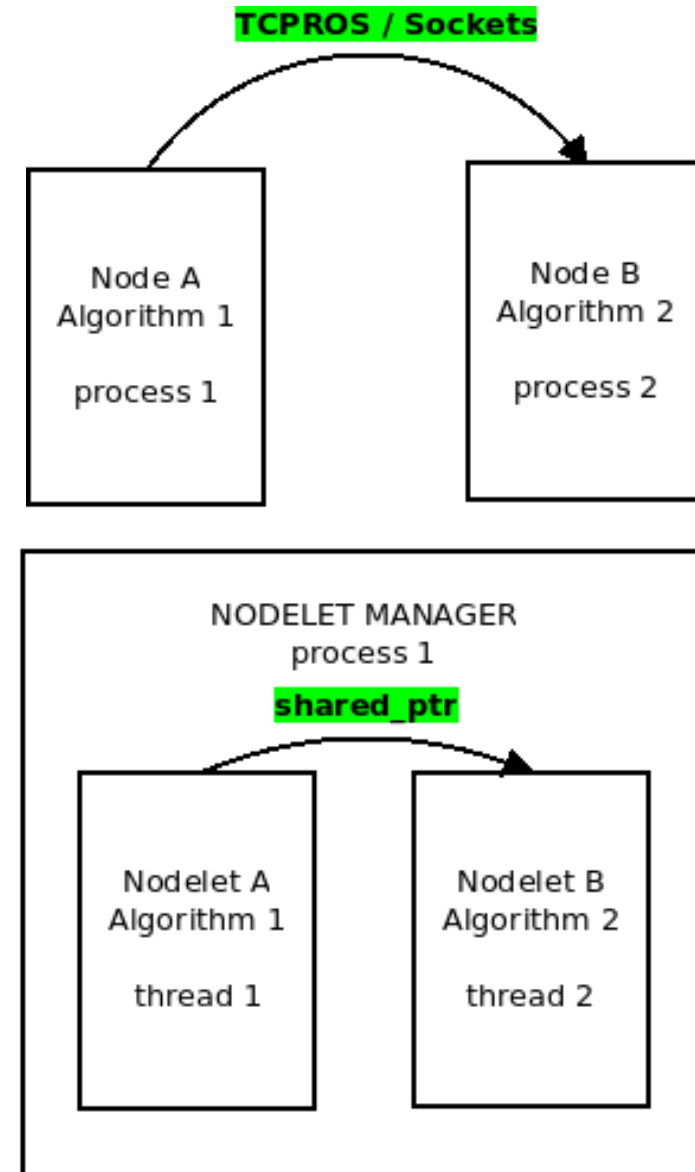 TCPROS / Sockets
Node A
Algorithm 1
process 1
Node B
Algorithm 2
process 2
NODELET MANAGER
process 1
shared_ptr
Nodelet A
Algorithm 1
thread 1
Nodelet B
Algorithm 2
thread 2